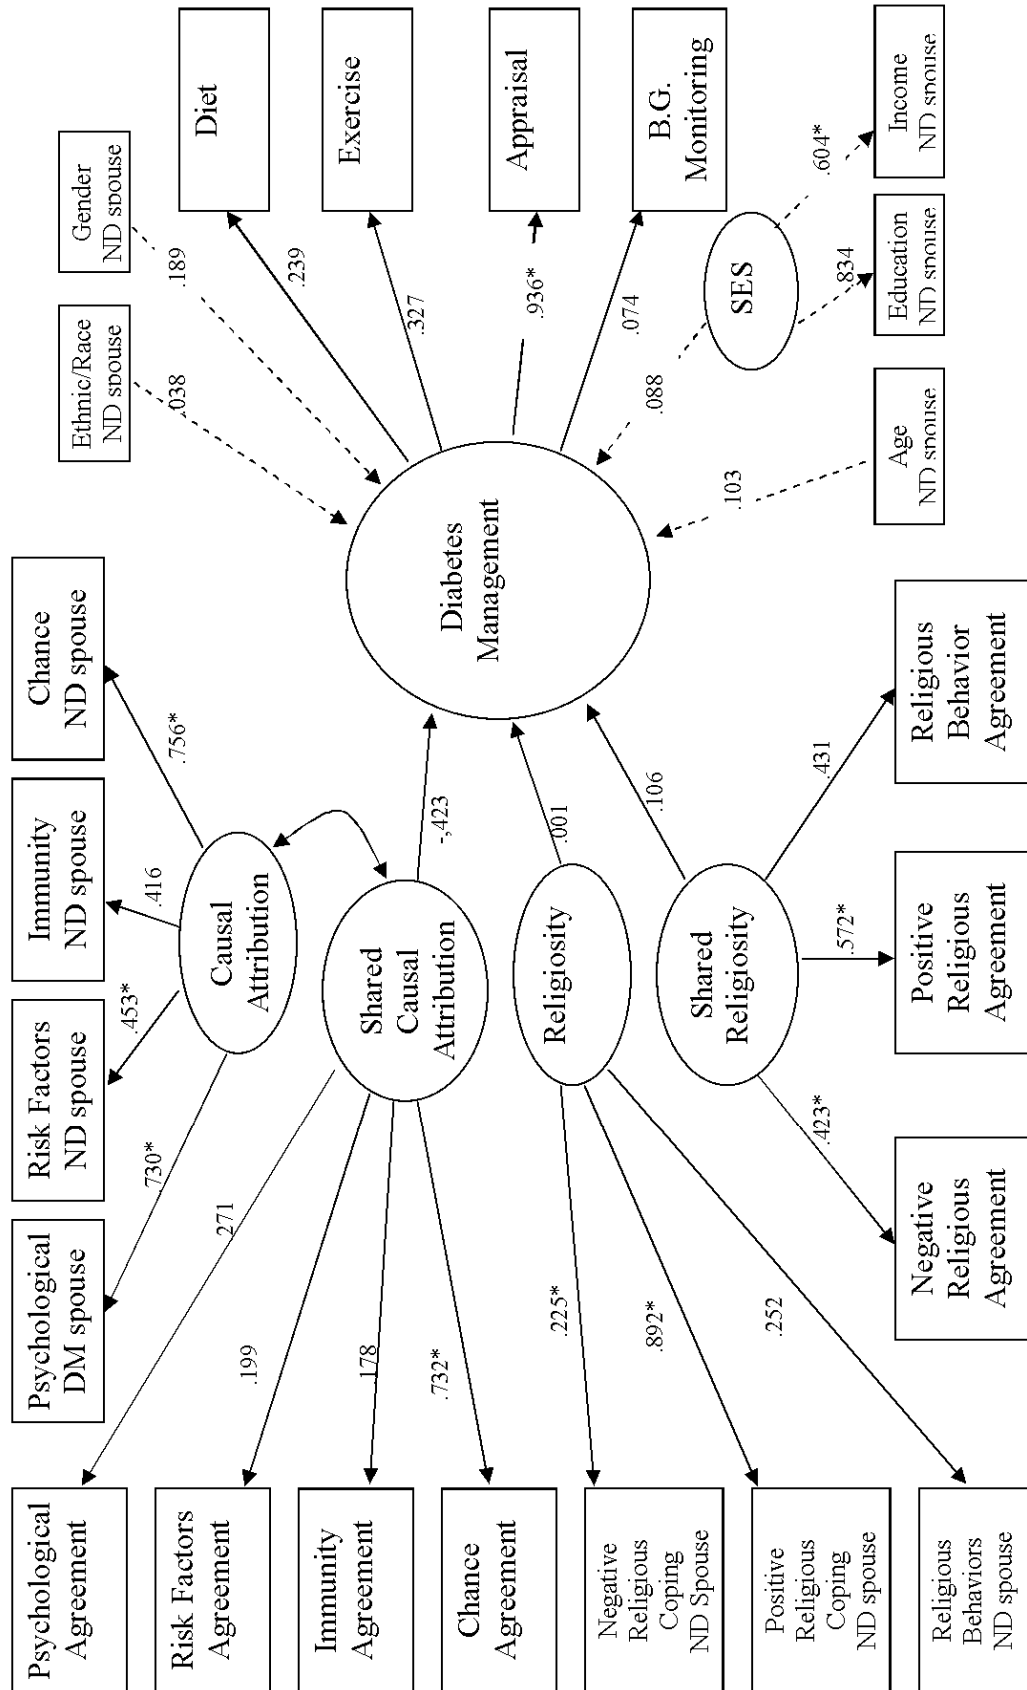 Psychological
Agreement
Risk Factors
Agreement
Immunity
Agreement
Chance
Agreement
Negative
Religious
Coping
ND Spouse
Positive
Religious
Coping
ND spouse
Religious
Behaviors
ND spouse
Psychological
DM spouse
Risk Factors
ND spouse
Immunity
ND spouse
Chance
ND spouse
.730*
.453*
.416
.756*
Causal
Attribution
271
.199
.178
.732*
Shared
Causal
Attribution
-,423
.225*
.892*
.252
Religiosity
.001
Shared
Religiosity
.106
.423*
.572*
.431
Negative
Religious
Agreement
Positive
Religious
Agreement
Religious
Behavior
Agreement
Diabetes
Management
Ethnic/Race
ND spouse
.038
Gender
ND spouse
.189
.239
Diet
.327
Exercise
.936*
Appraisal
.074
B.G.
Monitoring
.088
SES
.604*
.834
.103
Age
ND spouse
Education
ND spouse
Income
ND spouse